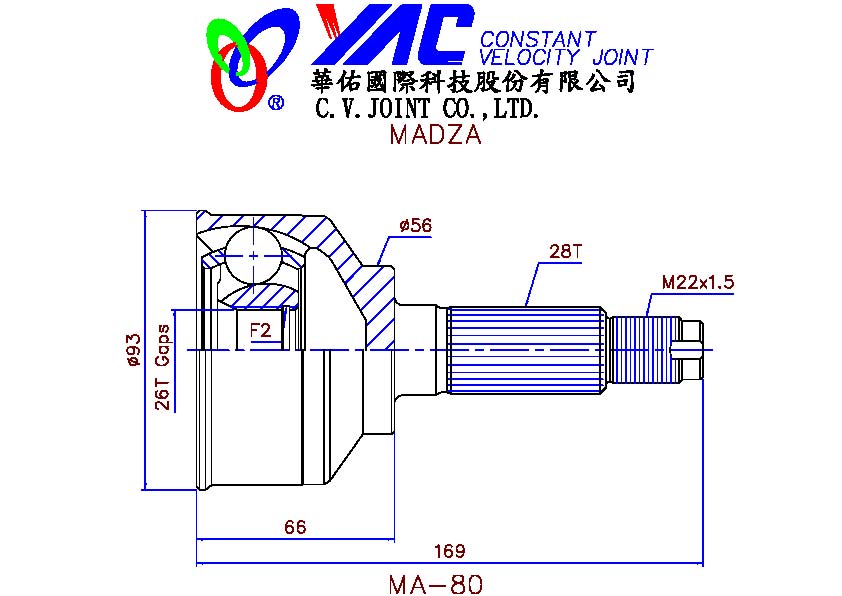 YAC CONSTANT
VELOCITY JOINT
®
華佑國際科技股份有限公司
C.V.JOINT CO.,LTD.
MADZA
ø56
28T
M22x1.5
F2
ø93
26T Gaps
66
169
MA-80